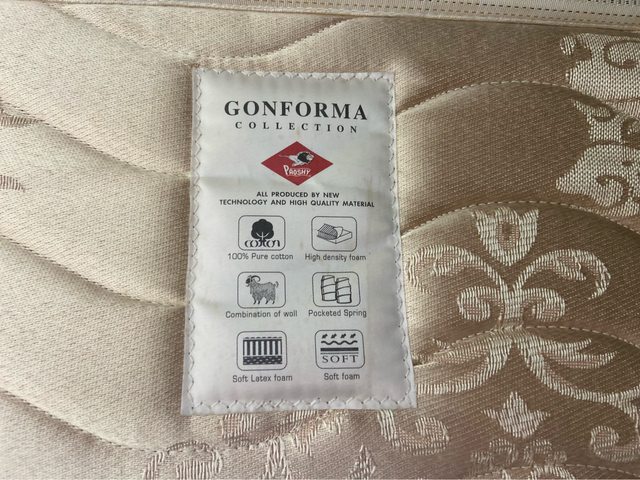 GONFORMA
COLLECTION
PROSHY
ALL PRODUCED BY NEW
TECHNOLOGY AND HIGH QUALITY MATERIAL
cotton
100% Pure cotton
High density foam
Combination of woll
Pocketed Spring
SOFT
Soft Latex foam
Soft foam